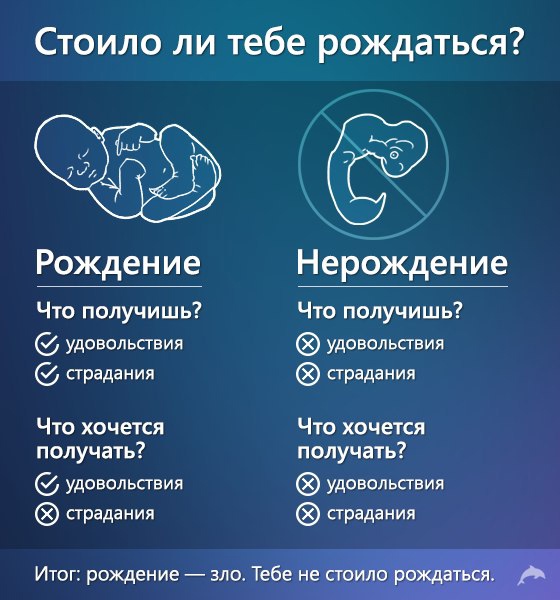 Стоило ли тебе рождаться?
Рождение
Что получишь?
удовольствия
страдания
Что хочется
получать?
удовольствия
страдания
Нерождение
Что получишь?
удовольствия
страдания
Что хочется
получать?
удовольствия
страдания
Итог: рождение — зло. Тебе не стоило рождаться.